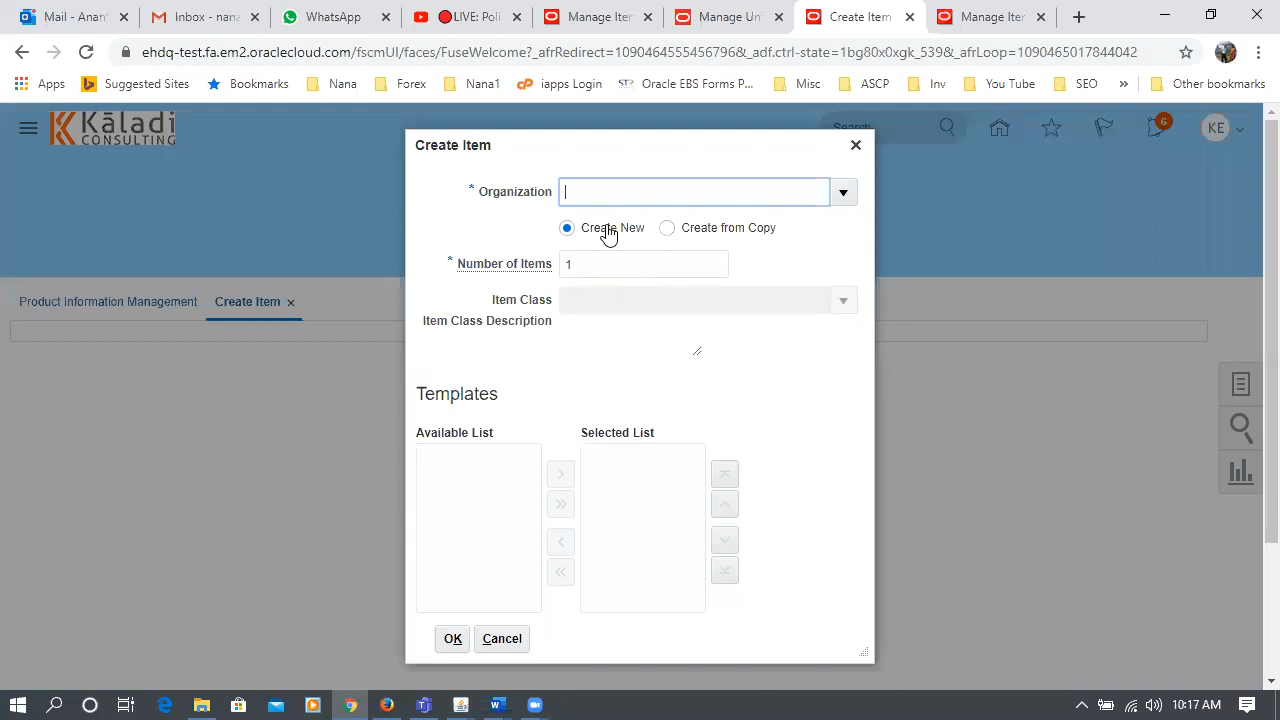 Mail - Anan
Inbox - nana
WhatsApp
LIVE: Poli
Manage Iter
Manage Un
Create Item
Manage Iter
ehdq-test.fa.em2.oraclecloud.com/fscmUI/faces/FuseWelcome?_afrRedirect=1090464555456796&_adf.ctrl-state=1bg80x0xgk_539&_afrLoop=1090465017844042
Apps
Suggested Sites
Bookmarks
Nana
Forex
Nana1
iapps Login
Oracle EBS Forms P...
Misc
ASCP
Inv
You Tube
SEO
Other bookmarks
Kaladi
CONSULTING
Search
6
KE
Create Item
* Organization
Create New
Create from Copy
* Number of Items
1
Item Class
Item Class Description
Product Information Management
Create Item
Templates
Available List
Selected List
OK
Cancel
10:17 AM